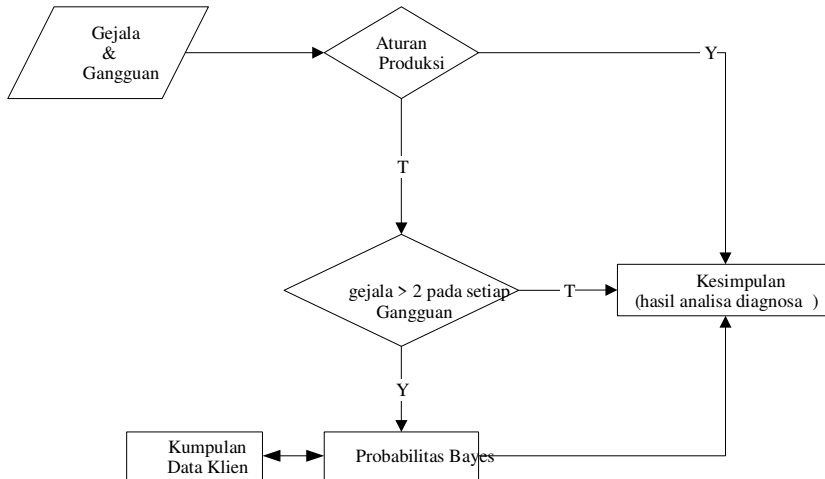 Gejala
&
Gangguan
Aturan
Produksi
Y
T
gejala > 2 pada setiap
Gangguan
T
Kesimpulan
(hasil analisa diagnosa )
Y
Kumpulan
Data Klien
Probabilitas Bayes